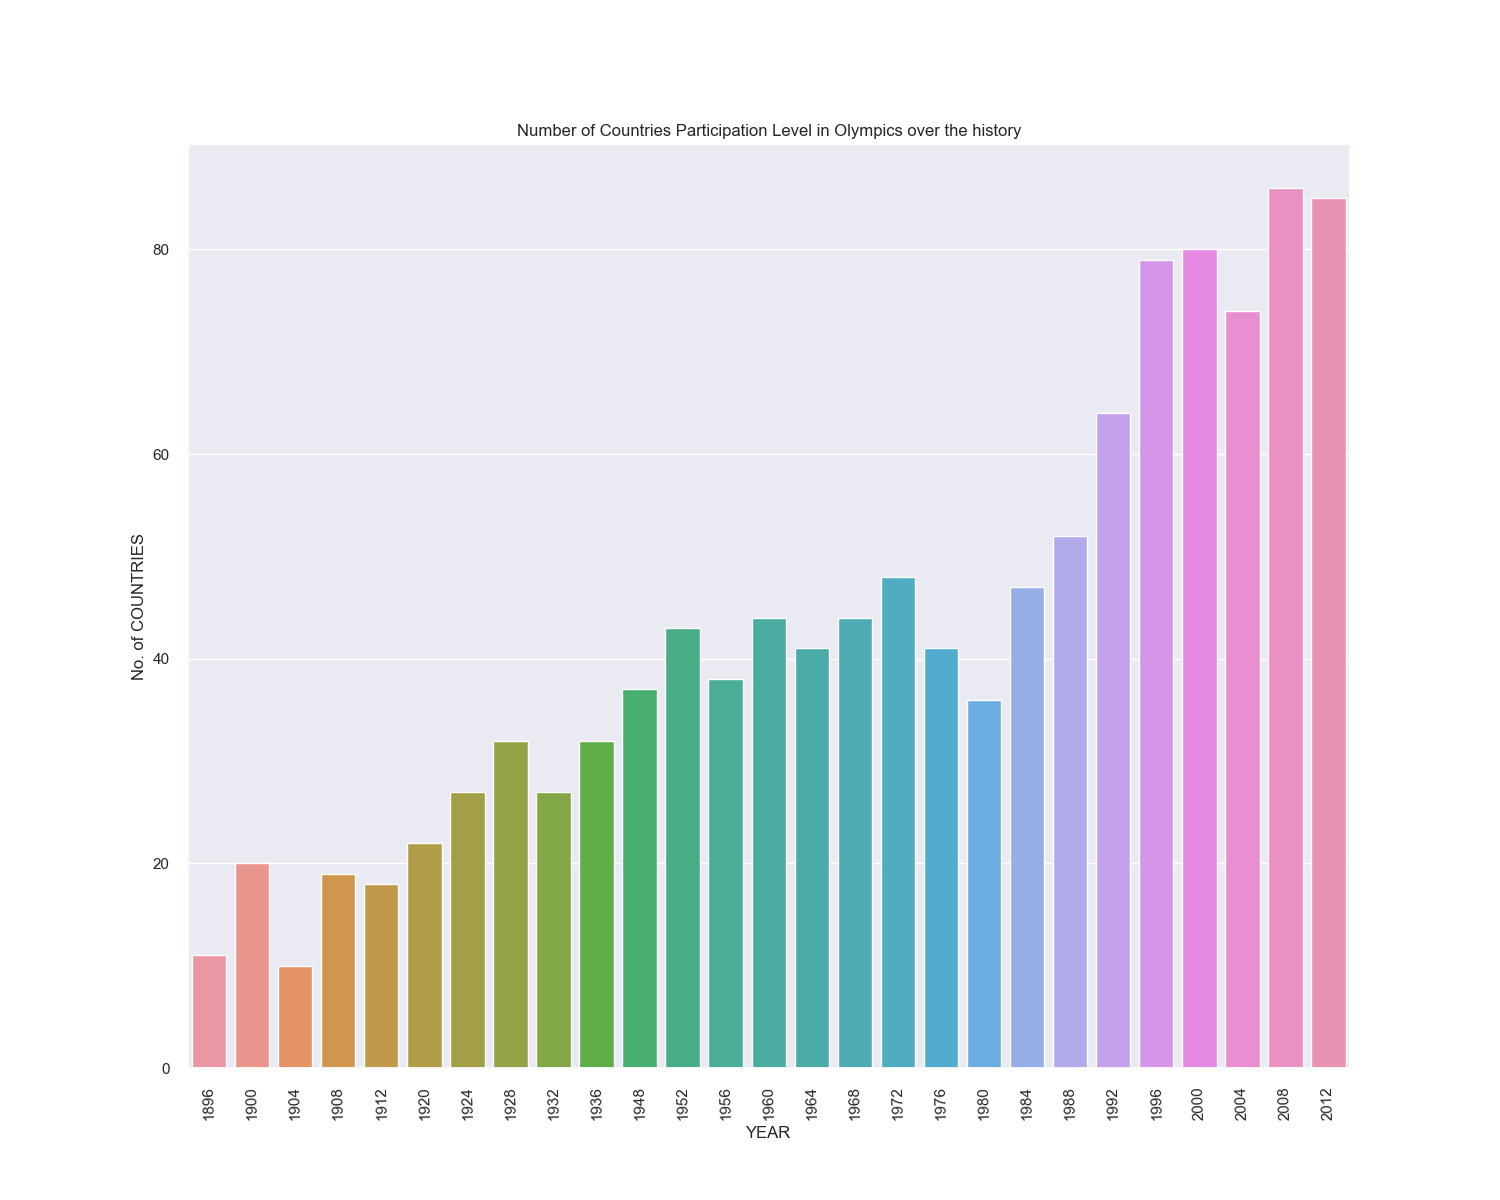 Number of Countries Participation Level in Olympics over the history
No. of COUNTRIES
80
60
40
20
0
1896 1900 1904 1908 1912 1920 1924 1928 1932 1936 1948 1952 1956 1960 1964 1968 1972 1976 1980 1984 1988 1992 1996 2000 2004 2008 2012
YEAR